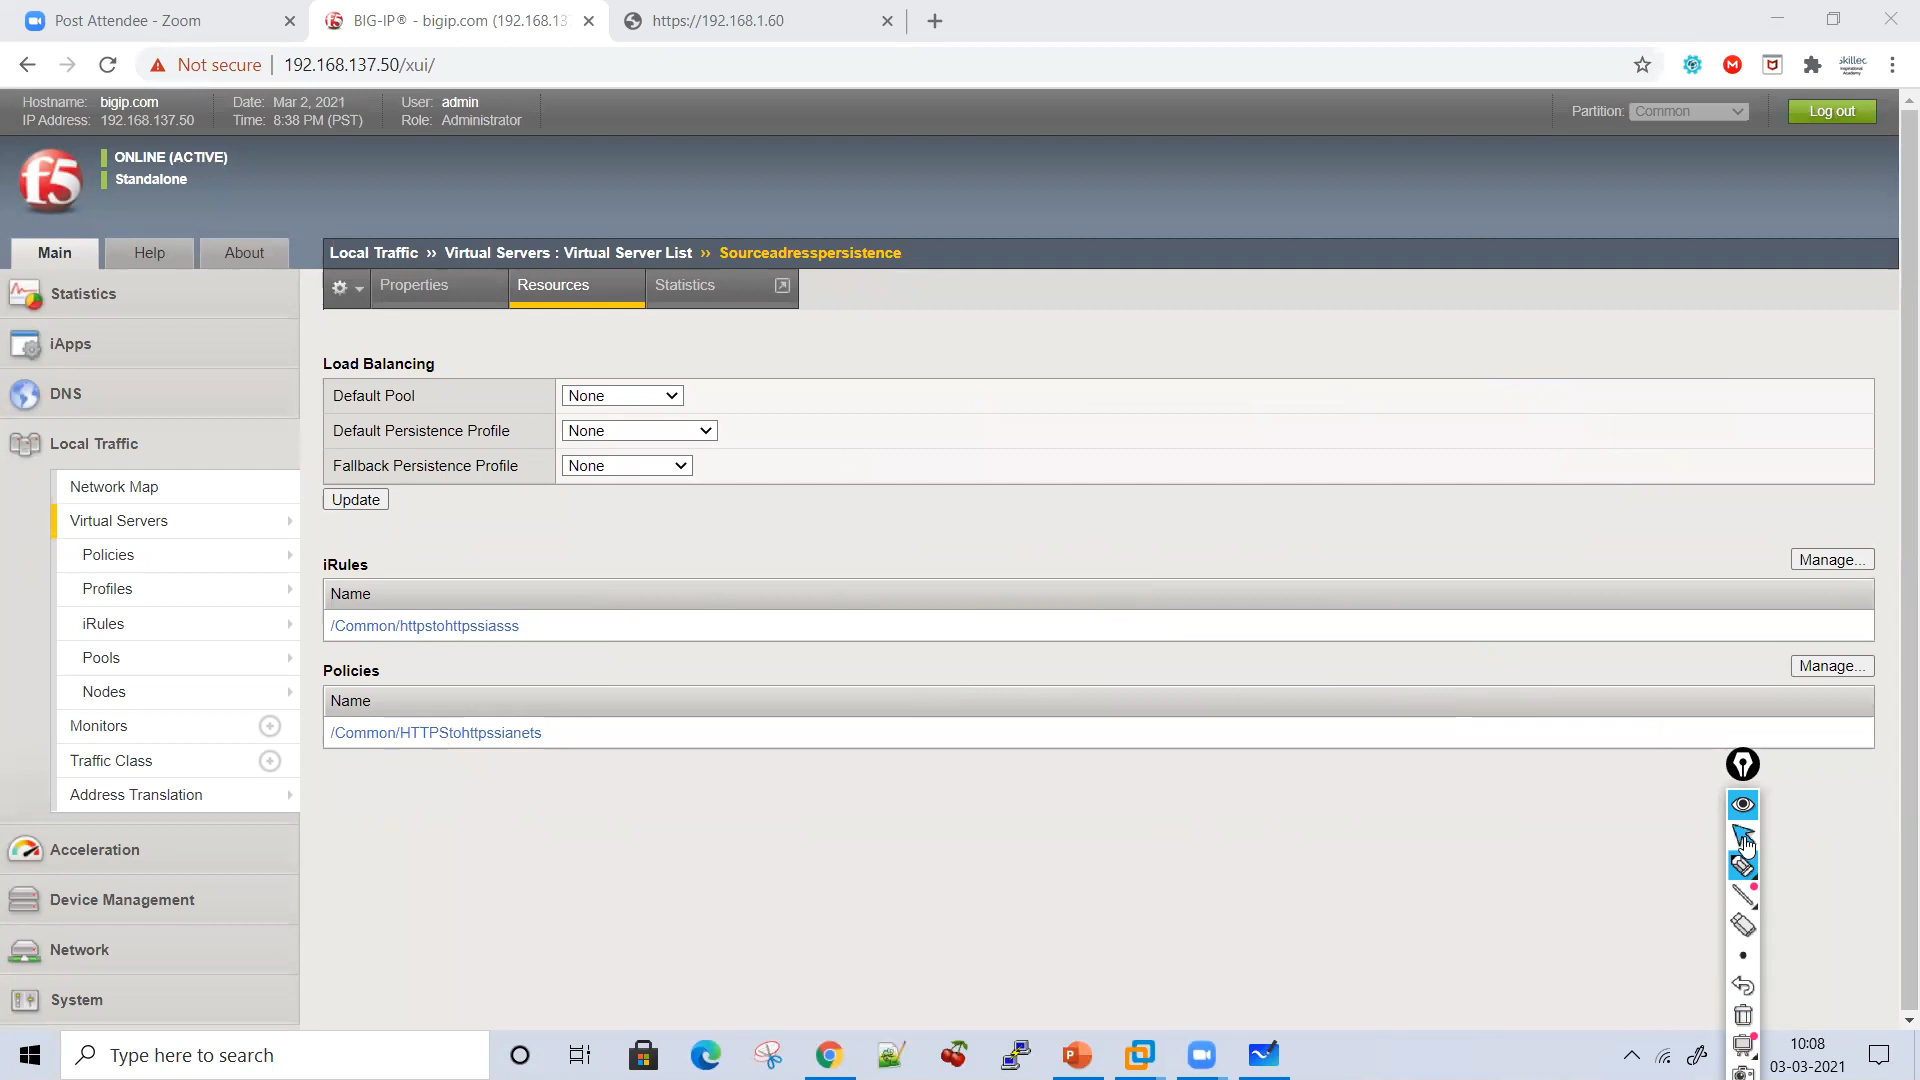 Post Attendee - Zoom
BIG-IP® - bigip.com (192.168.13
https://192.168.1.60
Not secure
192.168.137.50/xui/
Hostname: bigip.com
IP Address: 192.168.137.50
Date: Mar 2, 2021
Time: 8:38 PM (PST)
User: admin
Role: Administrator
Partition: Common
Log out
f5
ONLINE (ACTIVE)
Standalone
Main
Help
About
Local Traffic ›› Virtual Servers : Virtual Server List ›› Sourceadresspersistence
Properties
Resources
Statistics
Statistics
iApps
DNS
Local Traffic
Network Map
Virtual Servers
Policies
Profiles
iRules
Pools
Nodes
Monitors
Traffic Class
Address Translation
Acceleration
Device Management
Network
System
Load Balancing
Default Pool None
Default Persistence Profile None
Fallback Persistence Profile None
Update
iRules
Manage...
Name
/Common/httpstohttpssiasss
Policies
Manage...
Name
/Common/HTTPStohttpssianets
Type here to search
10:08
03-03-2021